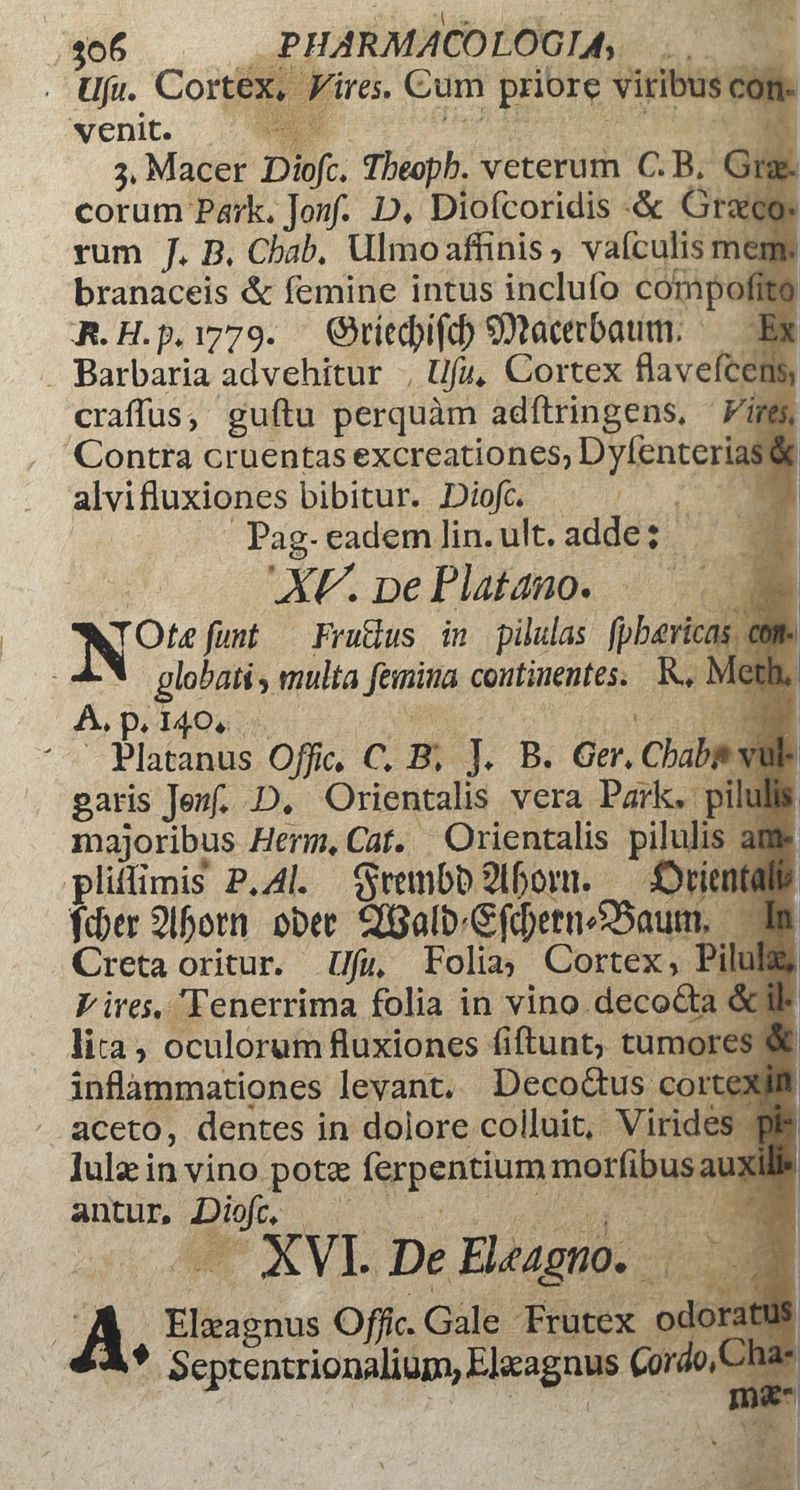 306 PHARMACOLOGIA,
Uſu. Cortex. Vires. Cum priore viribus con-
venit.
3. Macer Dioſc. Theoph. veterum C. B. Græ-
corum Park. Jonſ. D. Dioſcoridis & Græco-
rum J. B. Chab. Ulmo affinis, vaſculis mem-
branaceis & ſemine intus incluſo compoſito
R. H. p. 1779. Griechiſch Macerbaum. Ex
Barbaria advehitur Uſu. Cortex flaveſcens,
craſſus, guſtu perquàm adſtringens. Vires.
Contra cruentas excreationes, Dyſenterias &
alvi fluxiones bibitur. Dioſc.
Pag. eadem lin. ult. adde:
XV. De Platano.
NOtæ ſunt Fructus in pilulas ſphæricas con-
globati, multa ſemina continentes. R. Meth.
A. p. 140.
Platanus Offic. C. B. J. B. Ger. Chab. vul-
garis Jonſ. D. Orientalis vera Park. pilulis
majoribus Herm. Cat. Orientalis pilulis am-
pliſſimis P. Al. Frembd Ahorn. Orientali-
ſcher Ahorn oder Wald-Eſchern-Baum. In
Creta oritur. Uſu. Folia, Cortex, Pilulæ.
Vires. Tenerrima folia in vino decocta & il-
lita, oculorum fluxiones ſiſtunt, tumores &
inflammationes levant. Decoctus cortex in
aceto, dentes in dolore colluit. Virides pi-
lulæ in vino potæ ſerpentium morſibus auxili-
antur. Dioſc.
XVI. De Elæagno.
A. Elæagnus Offic. Gale Frutex odoratus
Septentrionalium, Elæagnus Cordo, Cha-
mæ-